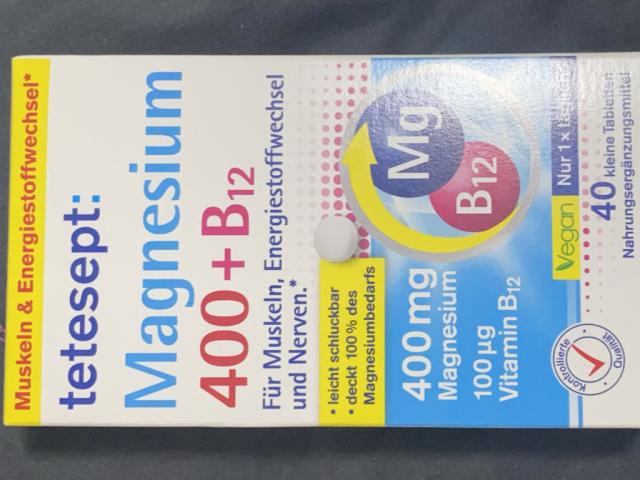 Muskeln & Energiestoffwechsel*
tetesept:
Magnesium
400 + B12
Für Muskeln, Energiestoffwechsel
und Nerven.*
• leicht schluckbar
• deckt 100 % des
Magnesiumbedarfs
Mg
B12
400 mg
Magnesium
100 µg
Vitamin B12
Vegan
Nur 1 x täglich
40 kleine Tabletten
Nahrungsergänzungsmittel
Kontrollierte • Qualität •